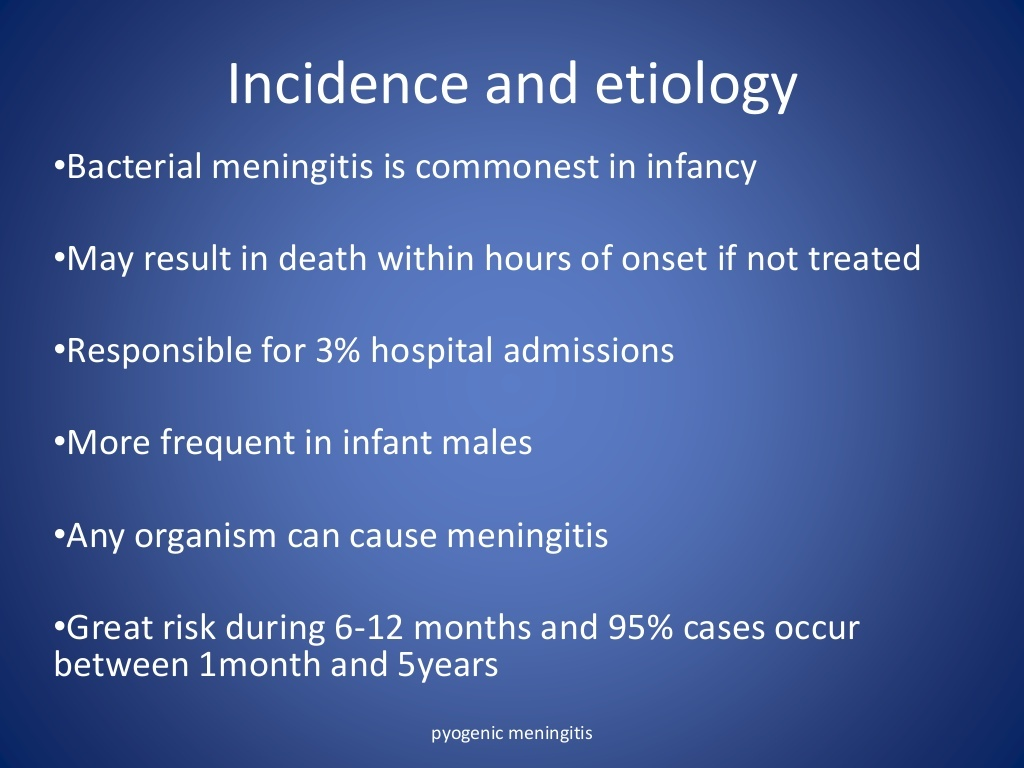 Incidence and etiology
•Bacterial meningitis is commonest in infancy
•May result in death within hours of onset if not treated
•Responsible for 3% hospital admissions
•More frequent in infant males
•Any organism can cause meningitis
•Great risk during 6-12 months and 95% cases occur
between 1month and 5years
pyogenic meningitis